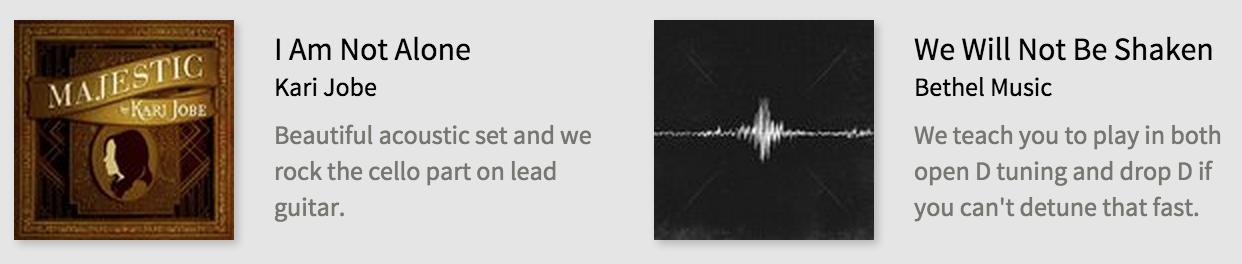 MAJESTIC
by KARI JOBE
I Am Not Alone
Kari Jobe
Beautiful acoustic set and we
rock the cello part on lead
guitar.
We Will Not Be Shaken
Bethel Music
We teach you to play in both
open D tuning and drop D if
you can't detune that fast.